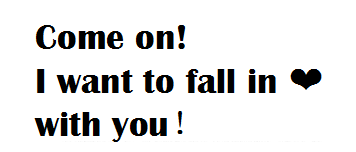 Come on!
I want to fall in ❤
with you!